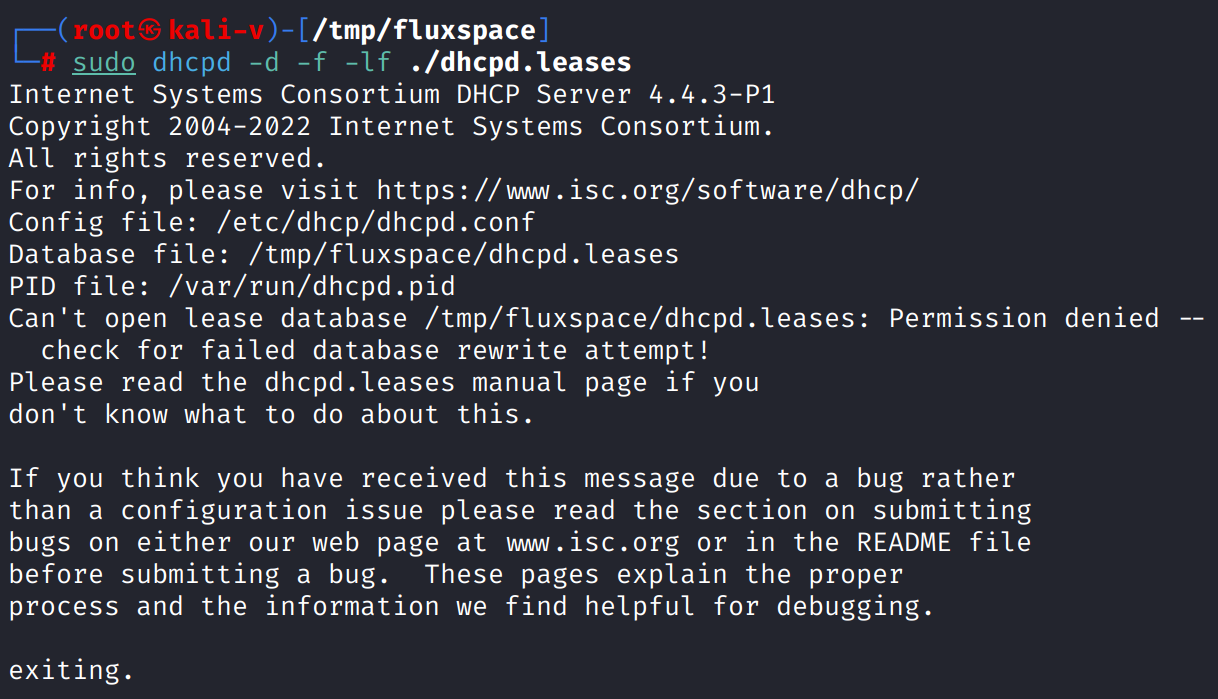 ┌──(root㉿kali-v)-[/tmp/fluxspace]
└─# sudo dhcpd -d -f -lf ./dhcpd.leases
Internet Systems Consortium DHCP Server 4.4.3-P1
Copyright 2004-2022 Internet Systems Consortium.
All rights reserved.
For info, please visit https://www.isc.org/software/dhcp/
Config file: /etc/dhcp/dhcpd.conf
Database file: /tmp/fluxspace/dhcpd.leases
PID file: /var/run/dhcpd.pid
Can't open lease database /tmp/fluxspace/dhcpd.leases: Permission denied --
  check for failed database rewrite attempt!
Please read the dhcpd.leases manual page if you
don't know what to do about this.

If you think you have received this message due to a bug rather
than a configuration issue please read the section on submitting
bugs on either our web page at www.isc.org or in the README file
before submitting a bug.  These pages explain the proper
process and the information we find helpful for debugging.

exiting.